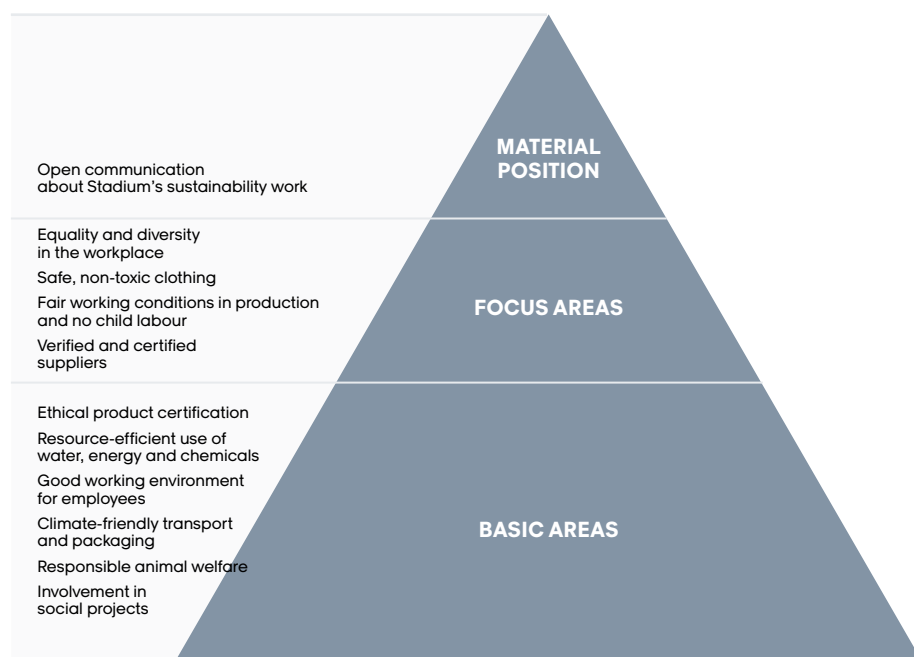 MATERIAL
POSITION
Open communication
about Stadium's sustainability work
Equality and diversity
in the workplace
Safe, non-toxic clothing
Fair working conditions in production
and no child labour
Verified and certified
suppliers
FOCUS AREAS
Ethical product certification
Resource-efficient use of
water, energy and chemicals
Good working environment
for employees
Climate-friendly transport
and packaging
Responsible animal welfare
Involvement in
social projects
BASIC AREAS